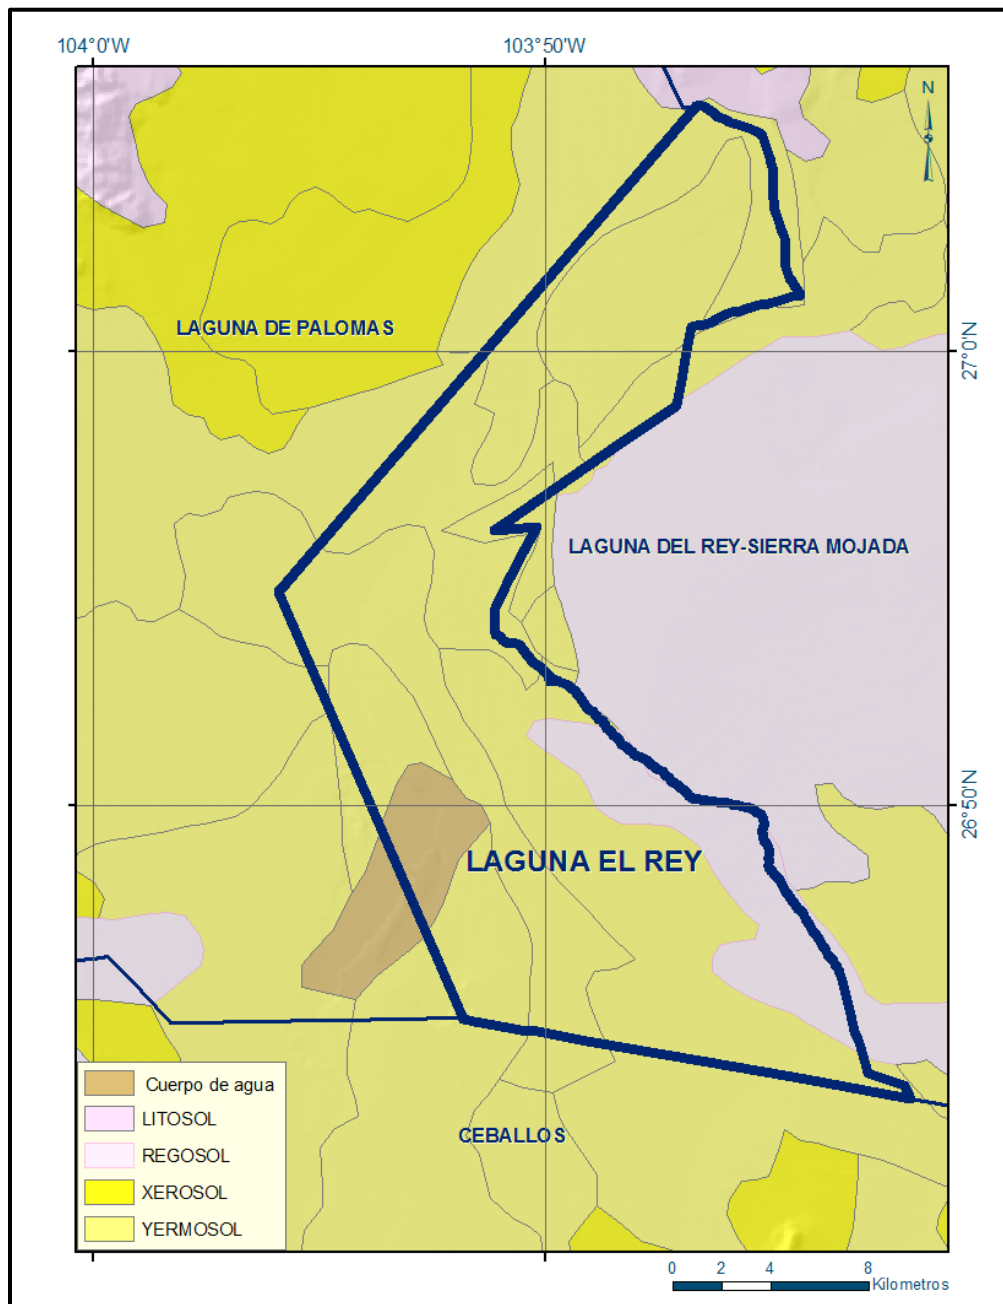 104°0'W
103°50'W
N
LAGUNA DE PALOMAS
27°0'N
LAGUNA DEL REY-SIERRA MOJADA
26°50'N
LAGUNA EL REY
CEBALLOS
Cuerpo de agua
LITOSOL
REGOSOL
XEROSOL
YERMOSOL
0 2 4 8
Kilometros